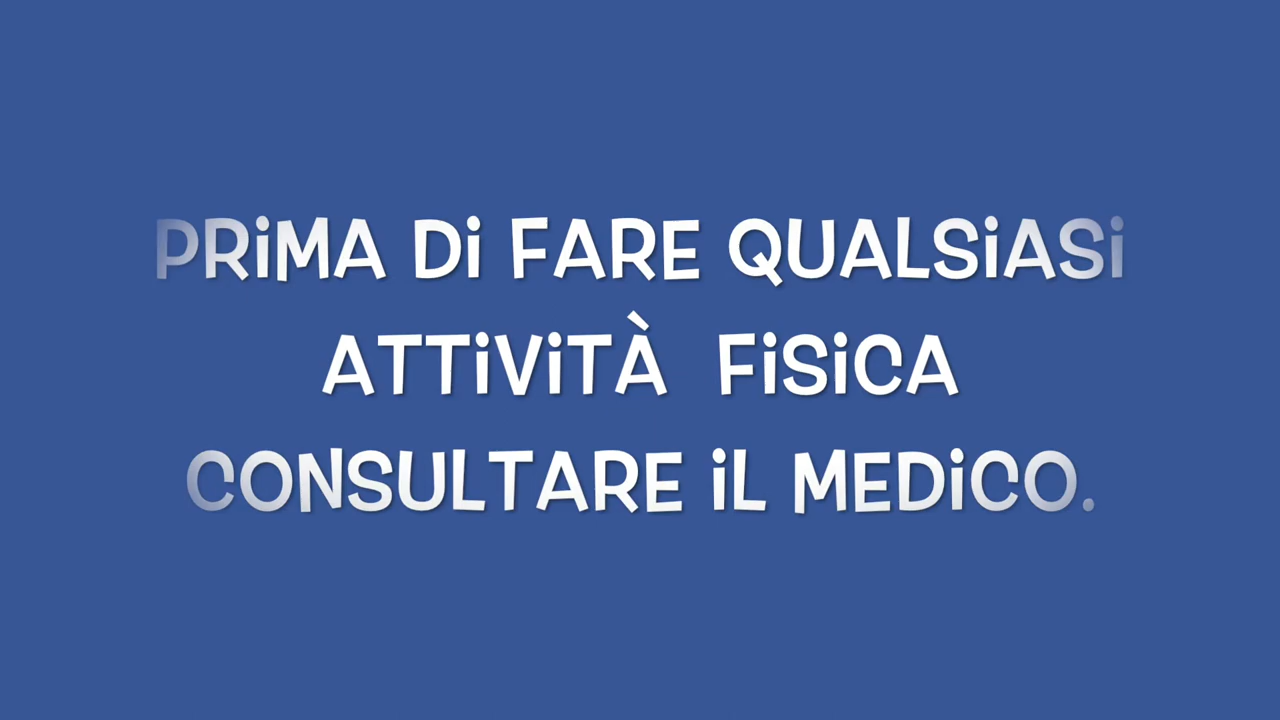 PRiMA Di FARE QUALSiASi
ATTiViTÀ FiSiCA
CONSULTARE iL MEDiCO.